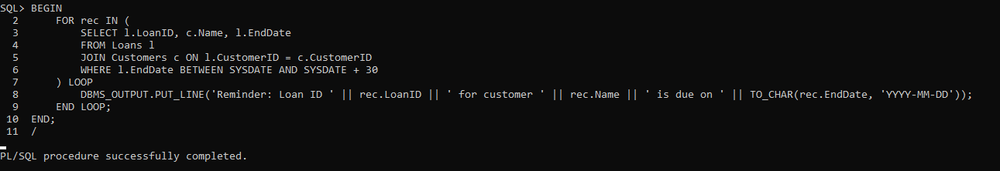 SQL> BEGIN
  2      FOR rec IN (
  3          SELECT l.LoanID, c.Name, l.EndDate
  4          FROM Loans l
  5          JOIN Customers c ON l.CustomerID = c.CustomerID
  6          WHERE l.EndDate BETWEEN SYSDATE AND SYSDATE + 30
  7      ) LOOP
  8          DBMS_OUTPUT.PUT_LINE('Reminder: Loan ID ' || rec.LoanID || ' for customer ' || rec.Name || ' is due on ' || TO_CHAR(rec.EndDate, 'YYYY-MM-DD'));
  9      END LOOP;
 10  END;
 11  /
PL/SQL procedure successfully completed.